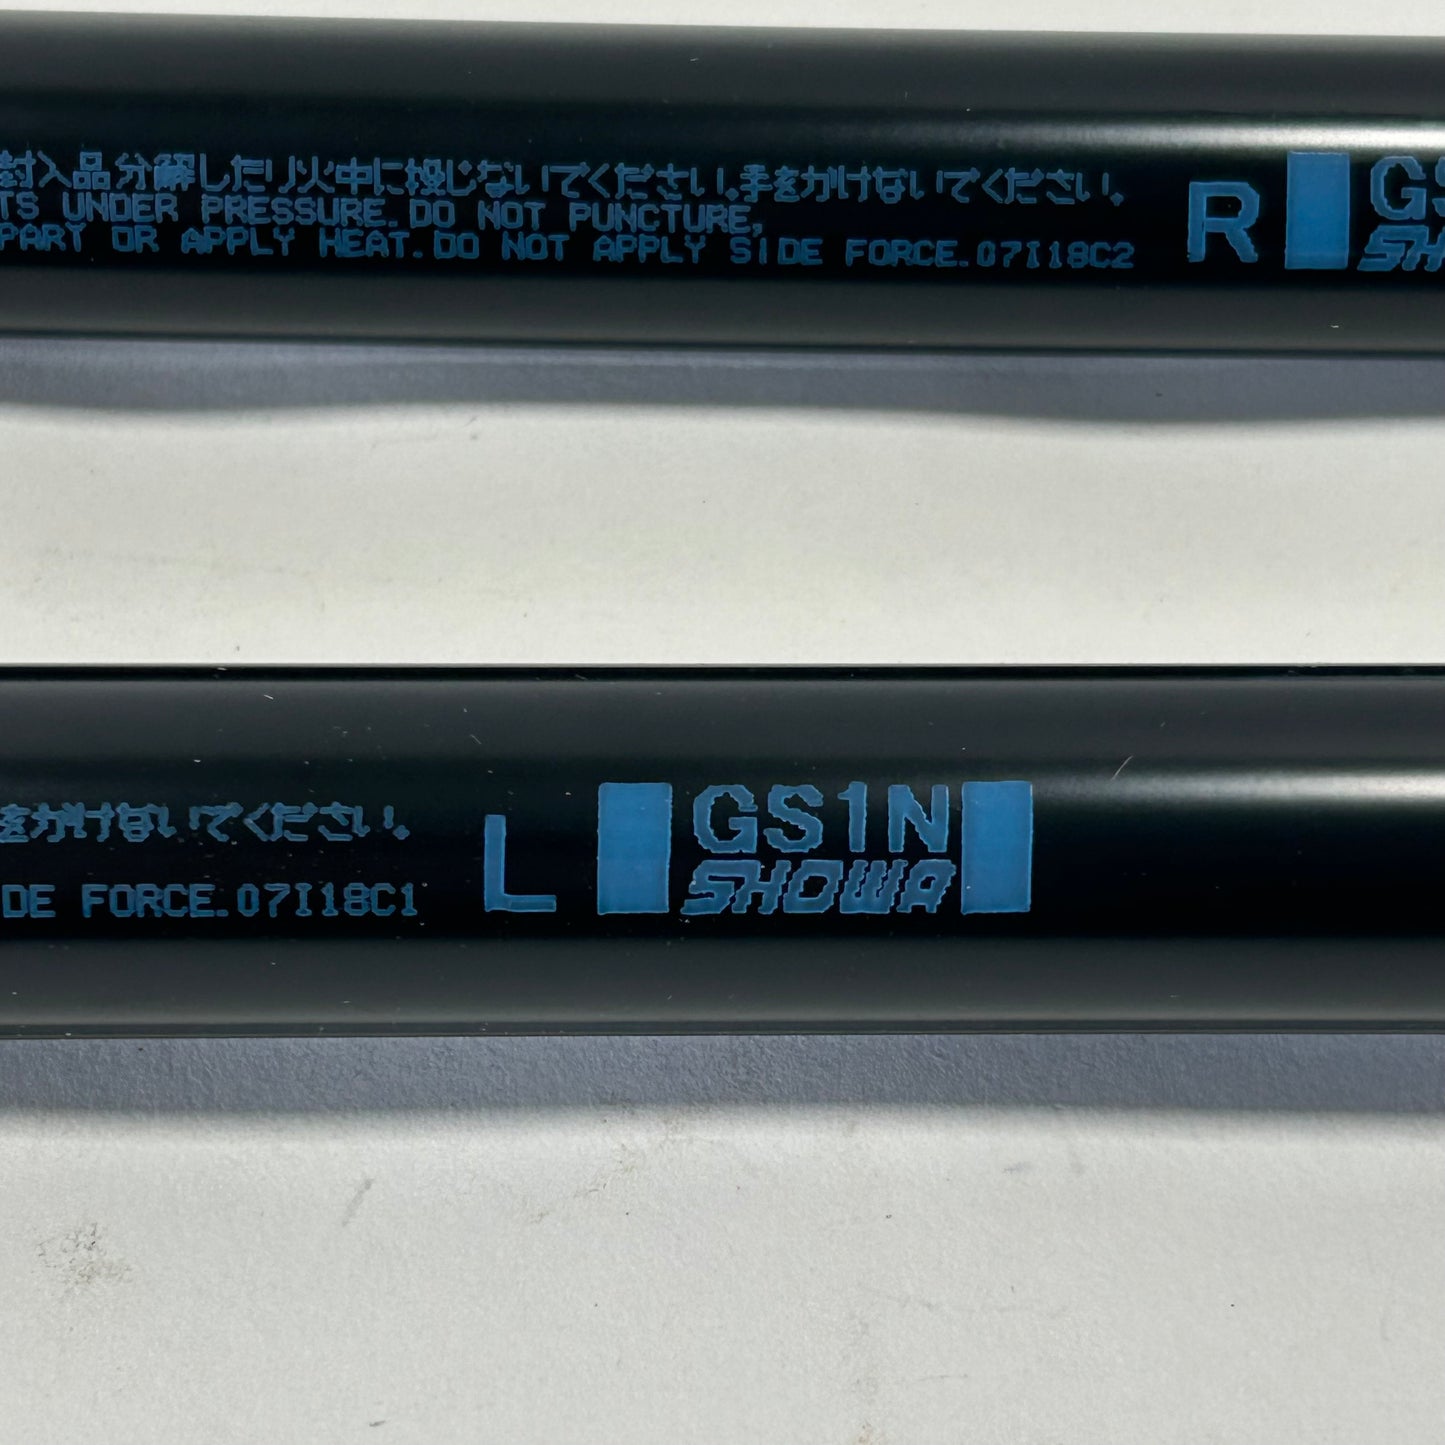 封入品分解したり火中に投じないでください。手をかけないでください。
TS UNDER PRESSURE.DO NOT PUNCTURE,
PART OR APPLY HEAT.DO NOT APPLY SIDE FORCE.07I18C2
R
GS
SH
をかけないでください。
DE FORCE.07I18C1
L
GS1N
SHOWA